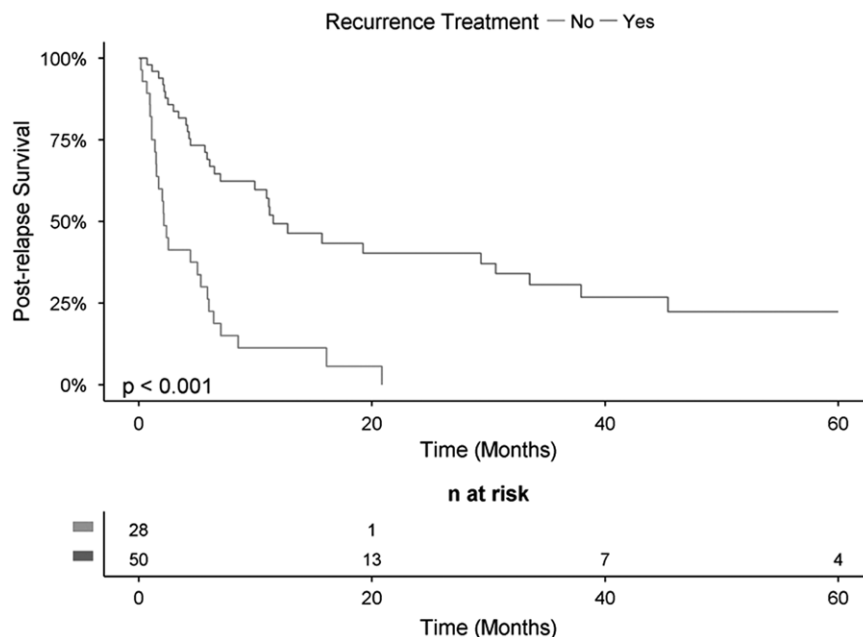 Recurrence Treatment — No — Yes
Post-relapse Survival
100%
75%
50%
25%
0%
p < 0.001
0 20 40 60
Time (Months)
n at risk
28 1
50 13 7 4
0 20 40 60
Time (Months)